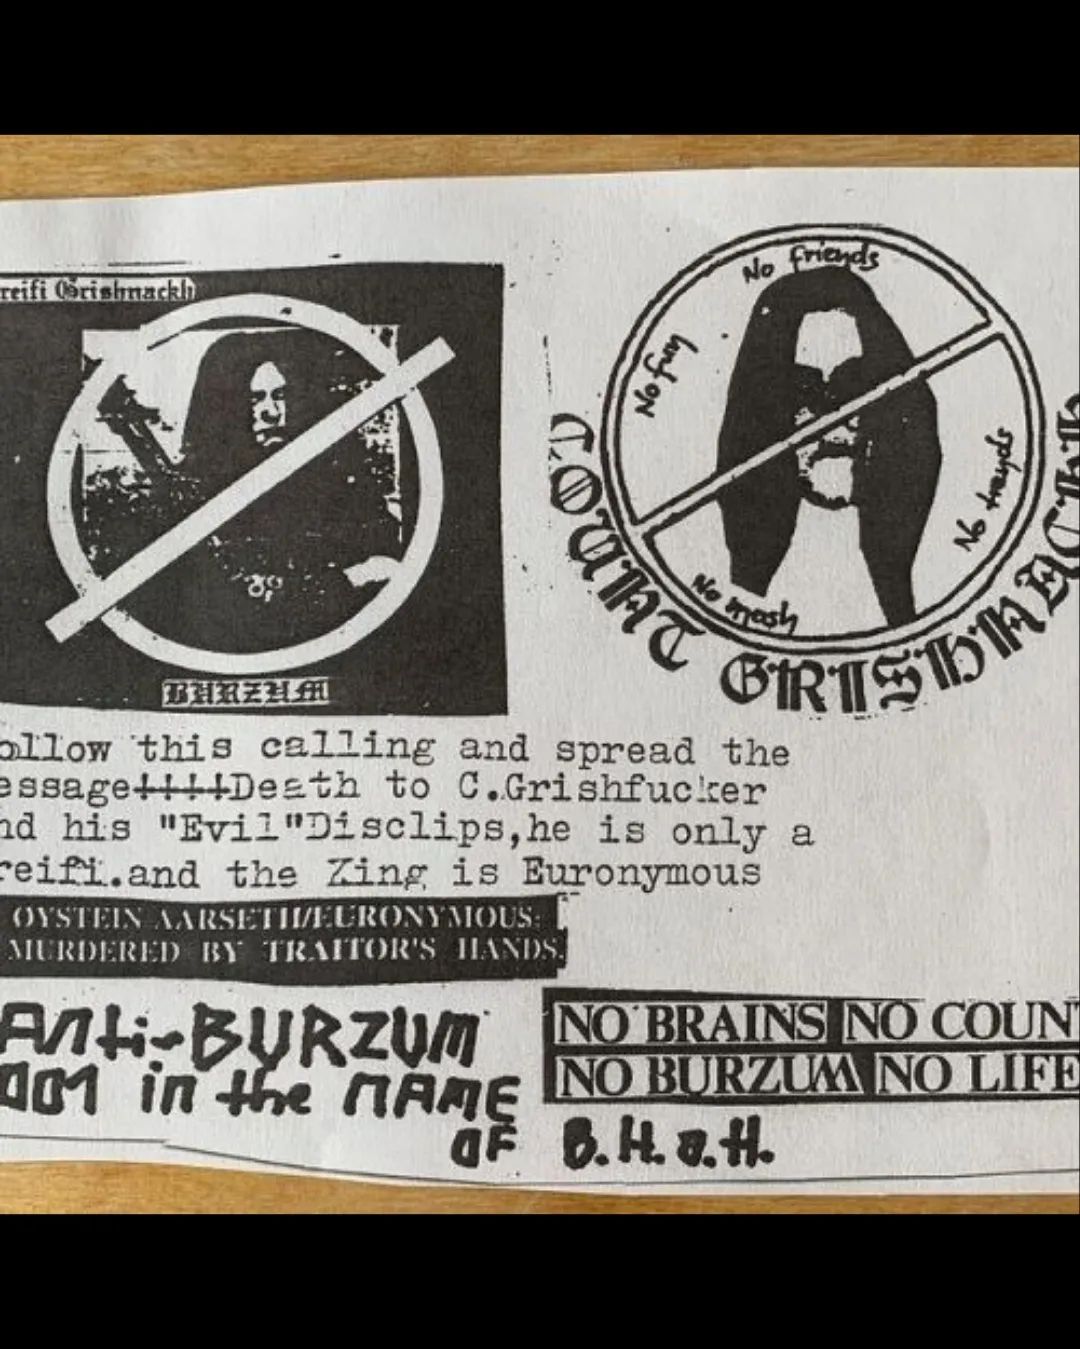 reifi Grishnackh
BURZUM
No friends
No fun
No trends
No mosh
COUNT GRISHNACKH
ollow this calling and spread the
essage++++Death to C.Grishfucker
nd his "Evil"Disclips,he is only a
reifi.and the King is Euronymous
ØYSTEIN AARSETH/EURONYMOUS:
MURDERED BY TRAITOR'S HANDS.
Anti-BURZUM
001 in the NAME
OF B.H.o.H.
NO BRAINS NO COUN
NO BURZUM NO LIFE